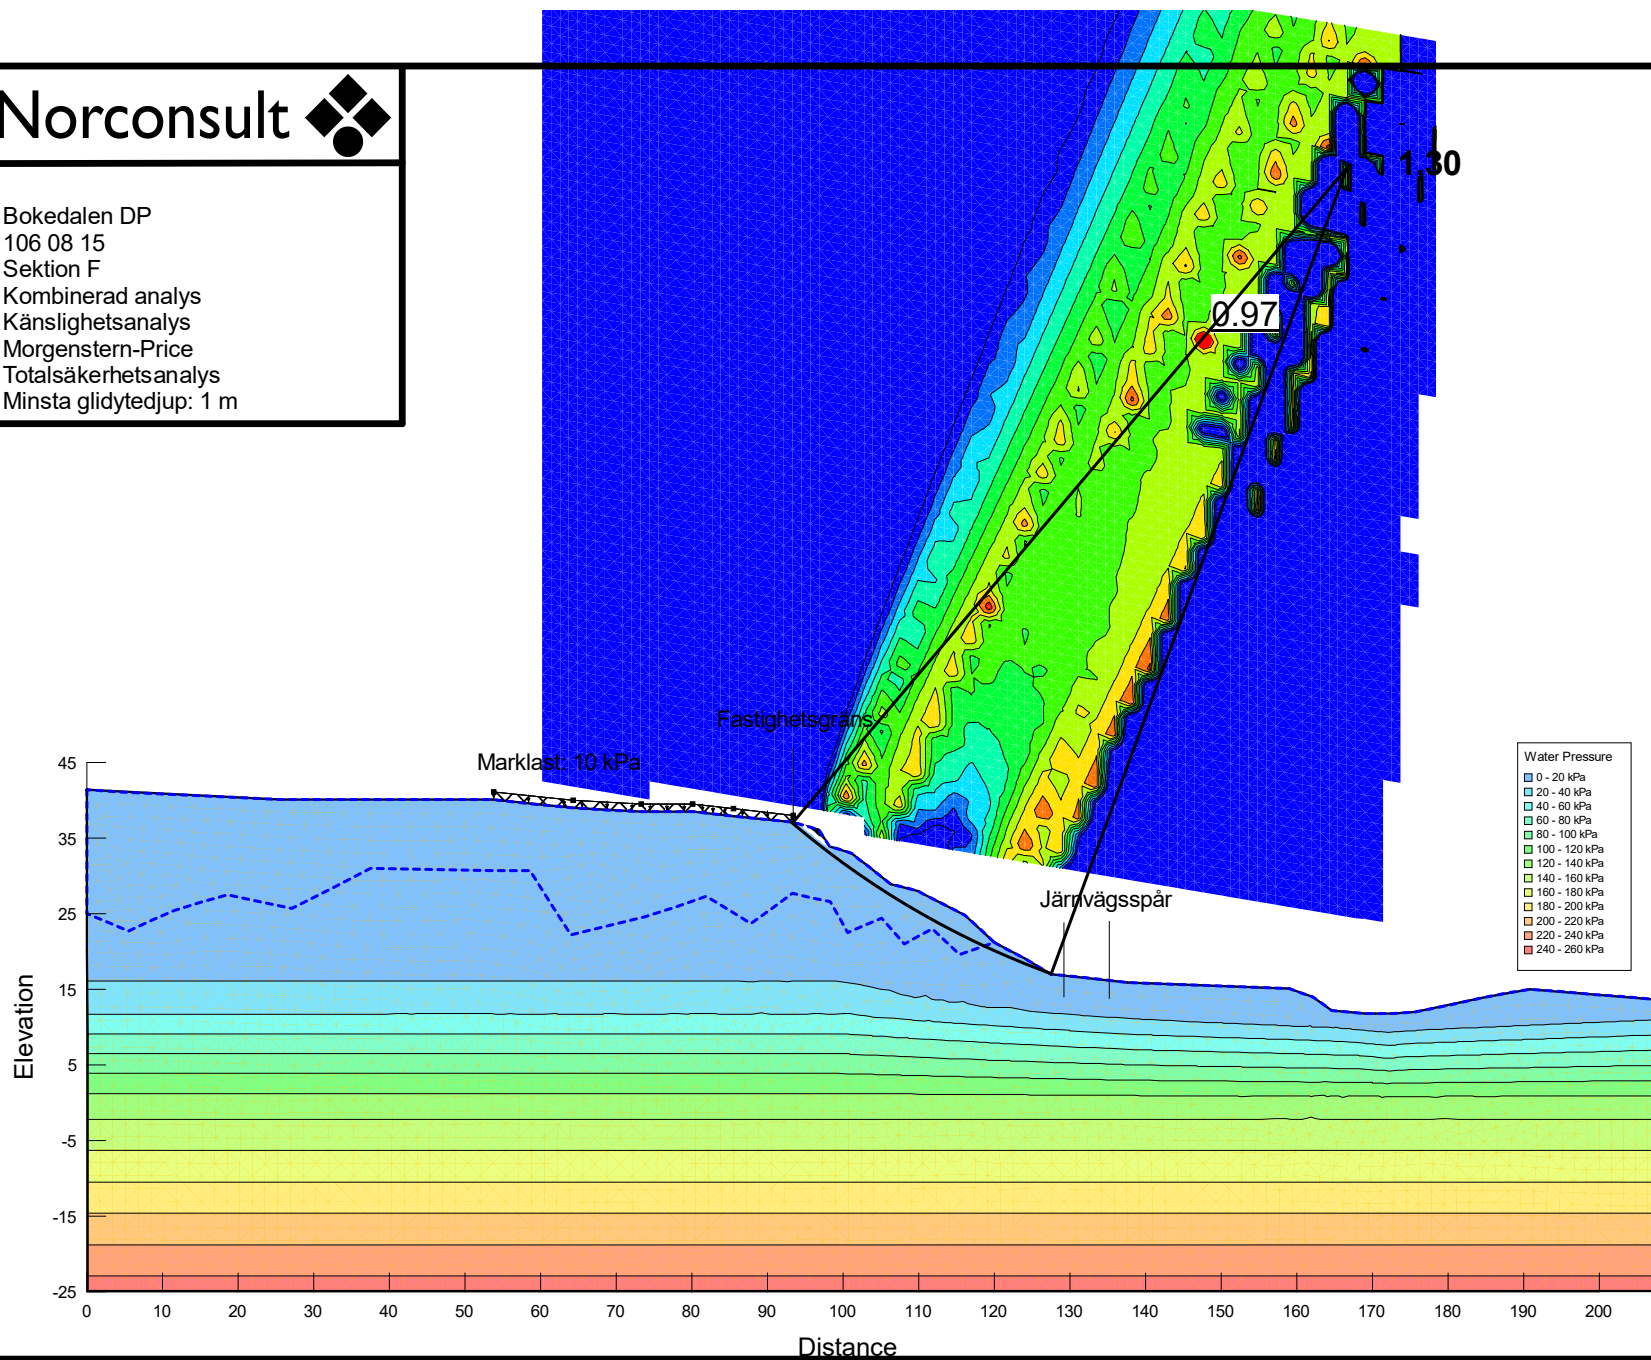 Norconsult
Bokedalen DP
106 08 15
Sektion F
Kombinerad analys
Känslighetsanalys
Morgenstern-Price
Totalsäkerhetsanalys
Minsta glidytedjup: 1 m
1.30
0.97
Fastighetsgräns
Marklast: 10 kPa
Järnvägsspår
Water Pressure
0 - 20 kPa
20 - 40 kPa
40 - 60 kPa
60 - 80 kPa
80 - 100 kPa
100 - 120 kPa
120 - 140 kPa
140 - 160 kPa
160 - 180 kPa
180 - 200 kPa
200 - 220 kPa
220 - 240 kPa
240 - 260 kPa
Elevation
45
35
25
15
5
-5
-15
-25
0 10 20 30 40 50 60 70 80 90 100 110 120 130 140 150 160 170 180 190 200
Distance